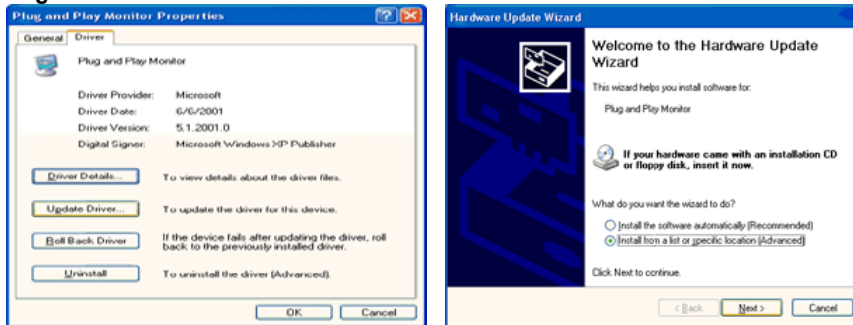 Plug and Play Monitor Properties
General Driver
Plug and Play Monitor
Driver Provider: Microsoft
Driver Date: 6/6/2001
Driver Version: 5.1.2001.0
Digital Signer: Microsoft Windows XP Publisher
Driver Details... To view details about the driver files.
Update Driver... To update the driver for this device.
Roll Back Driver If the device fails after updating the driver, roll
back to the previously installed driver.
Uninstall To uninstall the driver (Advanced).
OK Cancel
Hardware Update Wizard
Welcome to the Hardware Update
Wizard
This wizard helps you install software for:
Plug and Play Monitor
If your hardware came with an installation CD
or floppy disk, insert it now.
What do you want the wizard to do?
Install the software automatically (Recommended)
Install from a list or specific location (Advanced)
Click Next to continue.
< Back Next > Cancel